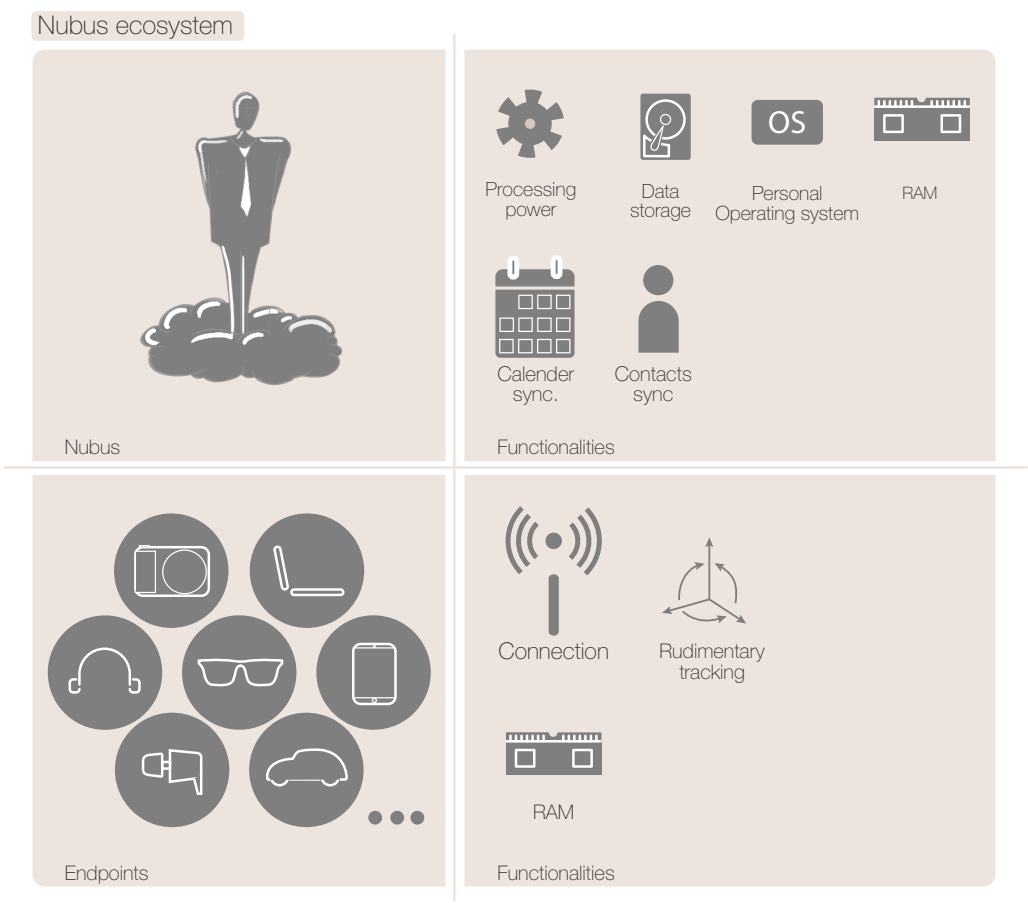 Nubus ecosystem
Processing
power
Data
storage
OS
Personal
Operating system
RAM
Calender
sync.
Contacts
sync
Nubus
Functionalities
Connection
Rudimentary
tracking
RAM
Endpoints
Functionalities